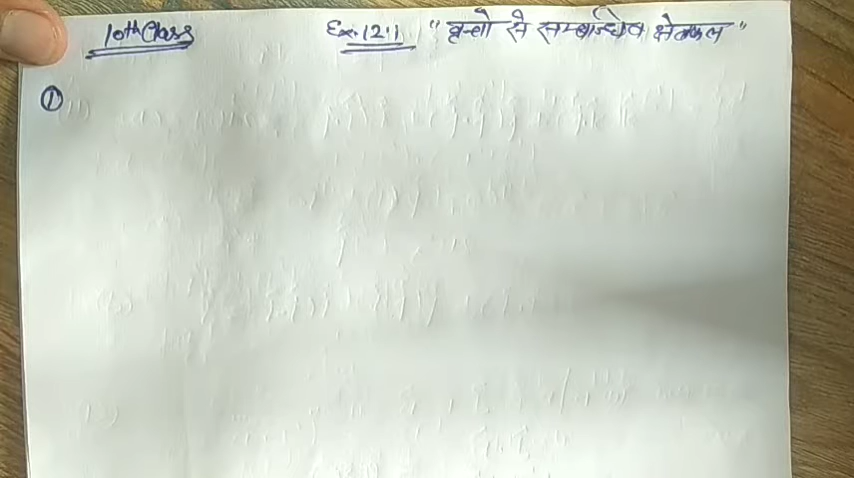 10th Class Ex. 12.1 "वृत्तो से सम्बन्धित क्षेत्रफल"
①